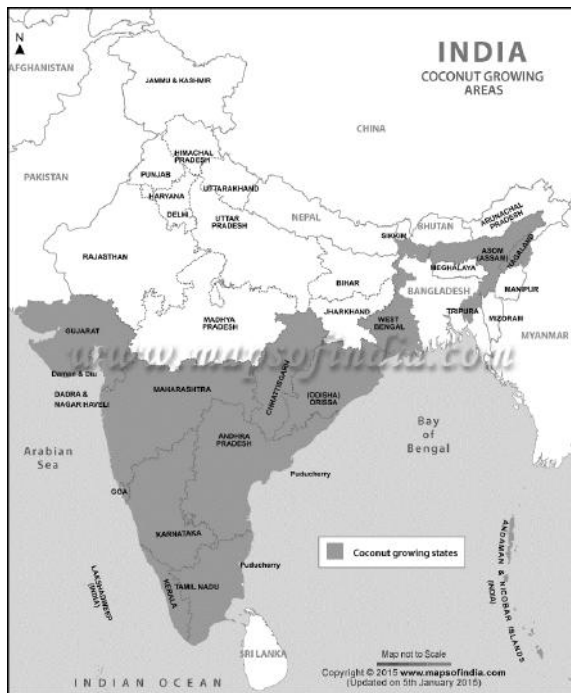 INDIA
COCONUT GROWING
AREAS
N
AFGHANISTAN
JAMMU & KASHMIR
CHINA
HIMACHAL
PRADESH
PUNJAB
PAKISTAN
UTTARAKHAND
HARYANA
DELHI
UTTAR
PRADESH
NEPAL
ARUNACHAL PRADESH
BHUTAN
SIKKIM
ASOM
(ASSAM)
NAGALAND
RAJASTHAN
MEGHALAYA
BIHAR
BANGLADESH
MANIPUR
JHARKHAND
TRIPURA
MIZORAM
MADHYA
PRADESH
WEST
BENGAL
GUJARAT
MYANMAR
www.mapsofindia.com
Daman & Diu
MAHARASHTRA
CHHATTISGARH
(ODISHA)
ORISSA
DADRA &
NAGAR HAVELI
Arabian
Sea
Bay
of
Bengal
ANDHRA
PRADESH
Puducherry
GOA
KARNATAKA
Coconut growing states
Puducherry
TAMIL NADU
KERALA
LAKSHADWEEP
(INDIA)
ANDAMAN & NICOBAR ISLANDS
(INDIA)
SRI LANKA
Map not to Scale
Copyright © 2015 www.mapsofindia.com
(Updated on 5th January 2015)
INDIAN OCEAN